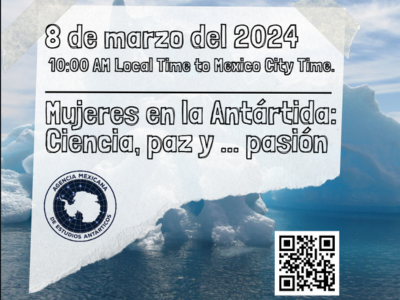 8 de marzo del 2024
10:00 AM Local Time to Mexico City Time.
Mujeres en la Antártida:
Ciencia, paz y ... pasión
AGENCIA MEXICANA
DE ESTUDIOS ANTÁRTICOS